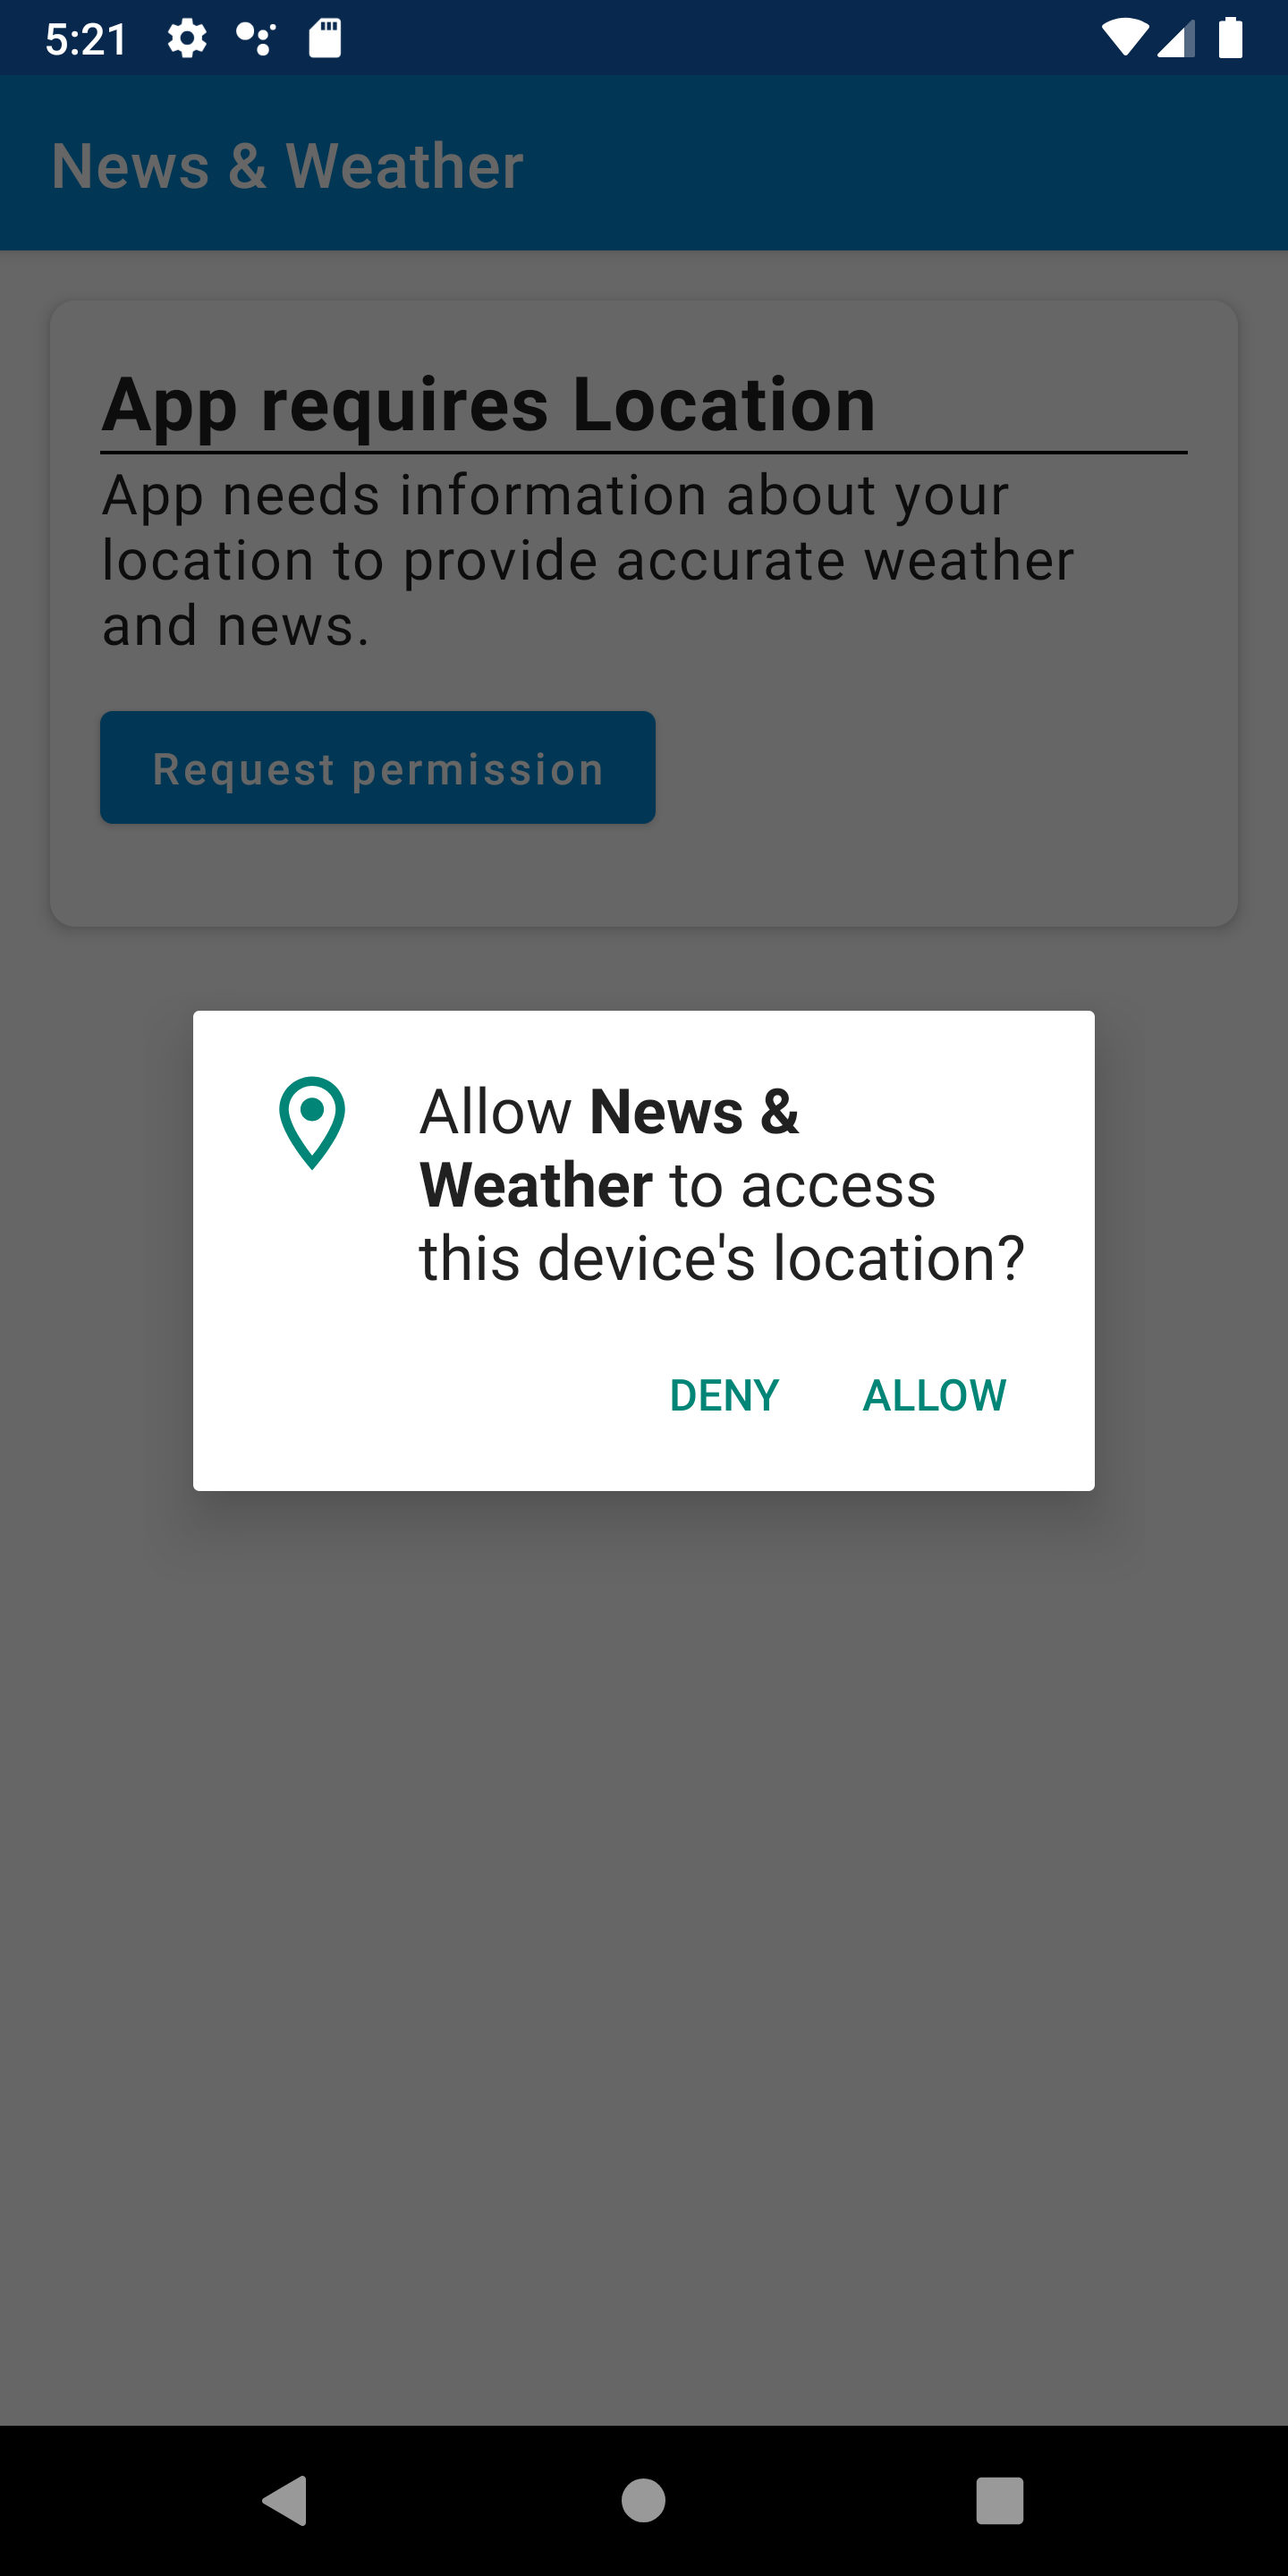 5:21
News & Weather
App requires Location
App needs information about your
location to provide accurate weather
and news.
Request permission
Allow News &
Weather to access
this device's location?
DENY ALLOW